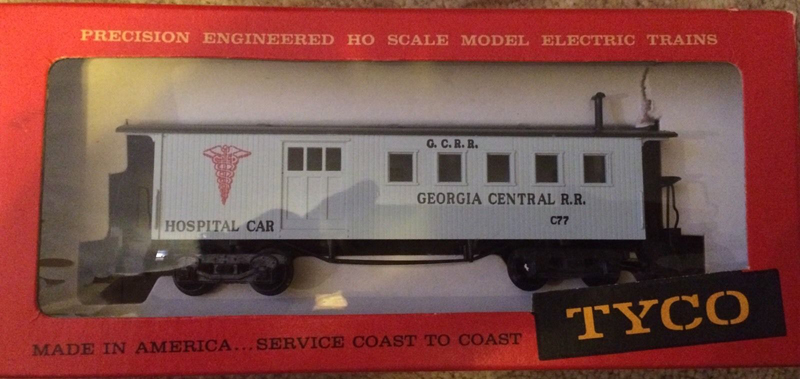 PRECISION ENGINEERED HO SCALE MODEL ELECTRIC TRAINS
G.C.R.R.
GEORGIA CENTRAL R.R.
HOSPITAL CAR
C77
TYCO
MADE IN AMERICA...SERVICE COAST TO COAST